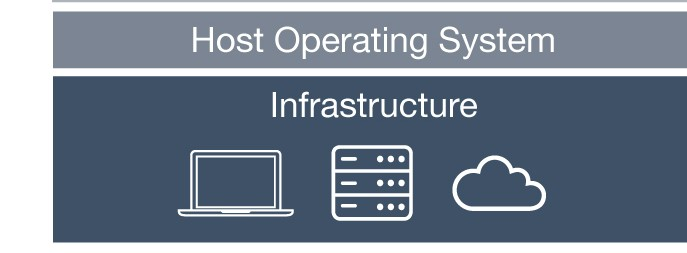 Host Operating System
Infrastructure